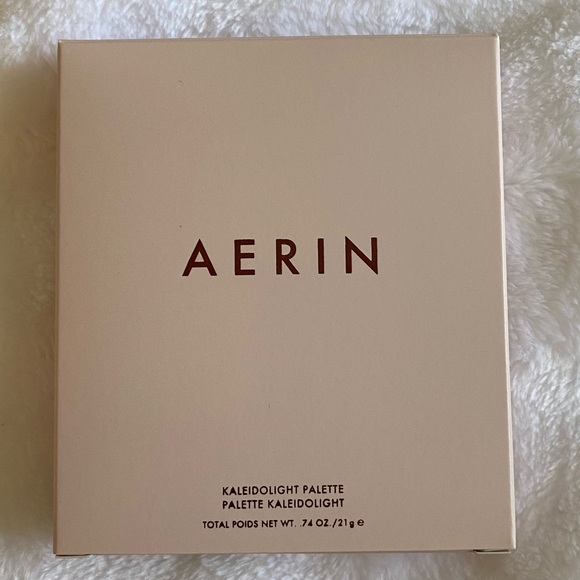 AERIN
KALEIDOLIGHT PALETTE
PALETTE KALEIDOLIGHT
TOTAL POIDS NET WT. .74 OZ./21g ℮